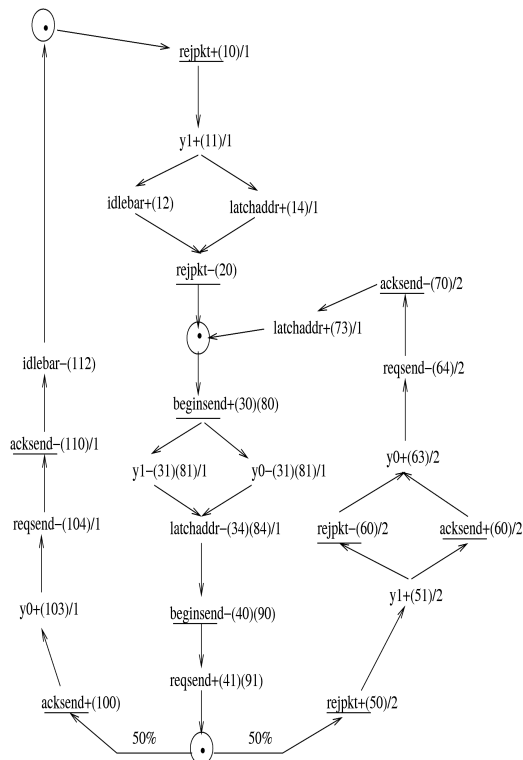 rejpkt+(10)/1
y1+(11)/1
idlebar+(12)
latchaddr+(14)/1
rejpkt−(20)
acksend−(70)/2
latchaddr+(73)/1
idlebar−(112)
reqsend−(64)/2
beginsend+(30)(80)
acksend−(110)/1
y0+(63)/2
y1−(31)(81)/1
y0−(31)(81)/1
reqsend−(104)/1
latchaddr−(34)(84)/1
rejpkt−(60)/2
acksend+(60)/2
y1+(51)/2
y0+(103)/1
beginsend−(40)(90)
reqsend+(41)(91)
acksend+(100)
rejpkt+(50)/2
50%
50%